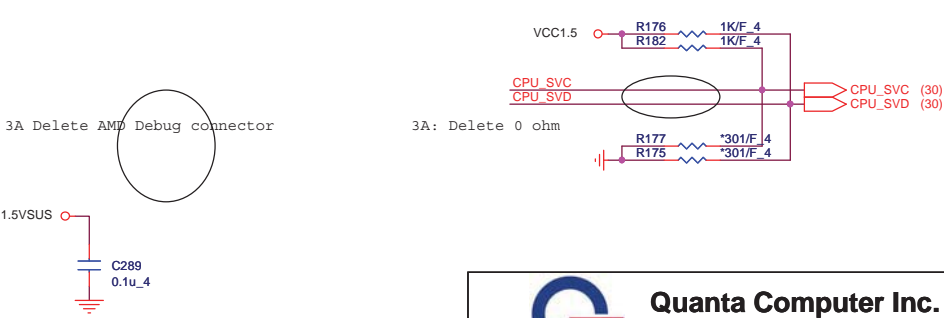 VCC1.5
R176 1K/F_4
R182 1K/F_4
CPU_SVC
CPU_SVD
CPU_SVC (30)
CPU_SVD (30)
3A Delete AMD Debug connector
3A: Delete 0 ohm
R177 *301/F_4
R175 *301/F_4
1.5VSUS
C289
0.1u_4
Quanta Computer Inc.